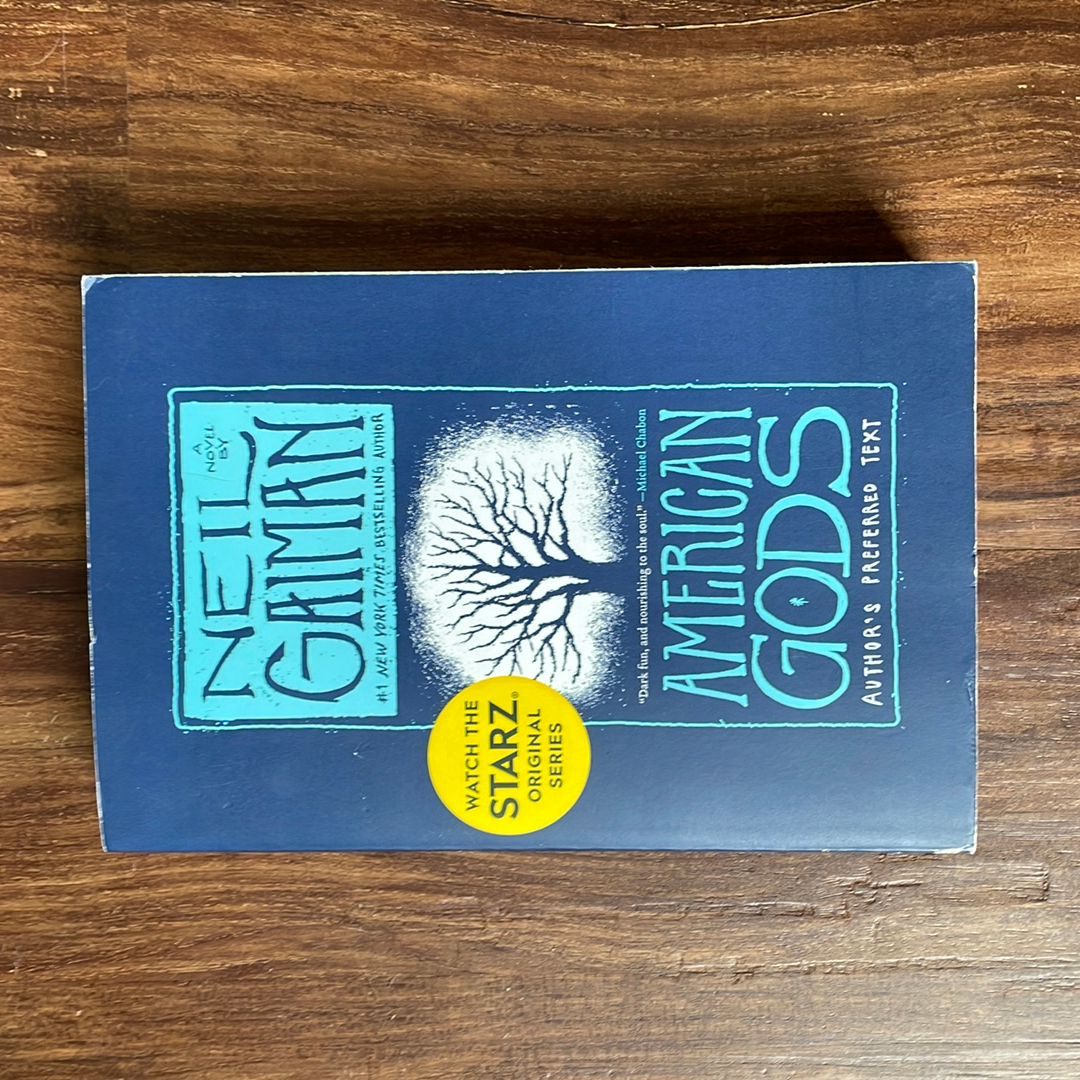 A
NOVEL
BY
NEIL
GAIMAN
#1 NEW YORK TIMES BESTSELLING AUTHOR
WATCH THE
STARZ®
ORIGINAL
SERIES
"Dark fun, and nourishing to the soul." —Michael Chabon
AMERICAN
GODS
AUTHOR'S PREFERRED TEXT